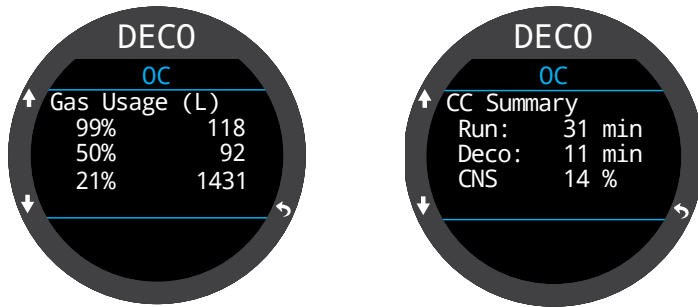 DECO
OC
Gas Usage (L)
99% 118
50% 92
21% 1431
DECO
OC
CC Summary
Run: 31 min
Deco: 11 min
CNS 14 %